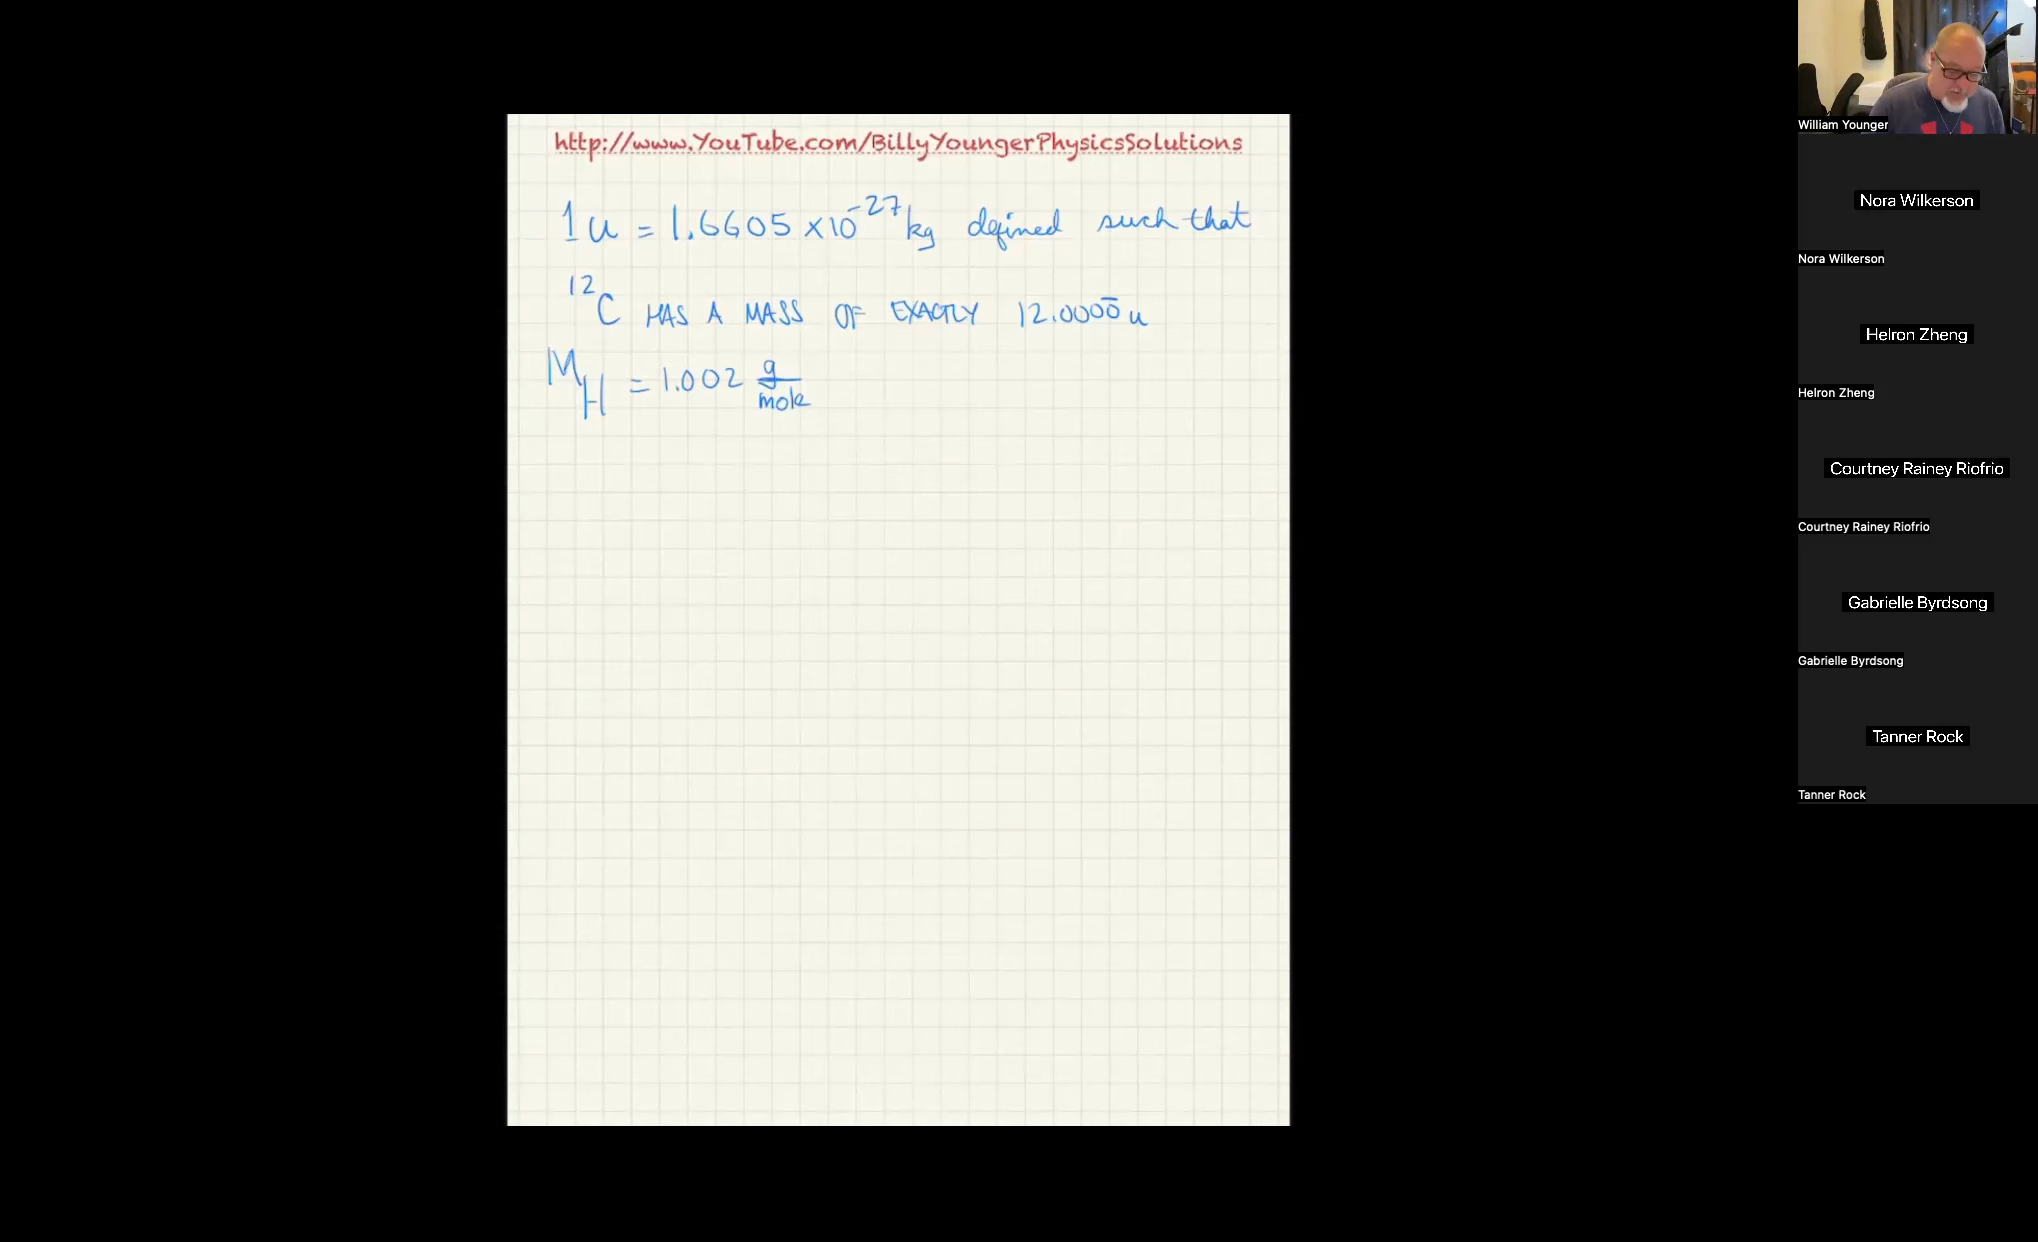 http://www.YouTube.com/BillyYoungerPhysicsSolutions
1u = 1.6605 x10⁻²⁷ kg defined such that
¹²C HAS A MASS OF EXACTLY 12.0000̅ u
M_H = 1.002 g/mole
William Younger
Nora Wilkerson
Nora Wilkerson
Helron Zheng
Helron Zheng
Courtney Rainey Riofrio
Courtney Rainey Riofrio
Gabrielle Byrdsong
Gabrielle Byrdsong
Tanner Rock
Tanner Rock